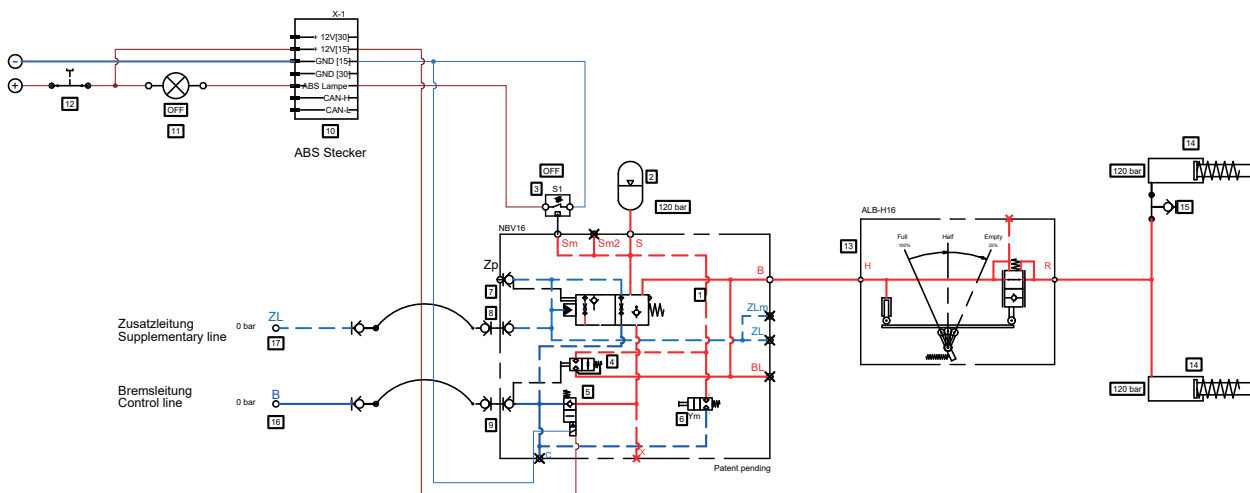 X-1
+ 12V[30]
+ 12V[15]
GND [15]
GND [30]
ABS Lampe
CAN-H
CAN-L
-
+
12
OFF
11
10
ABS Stecker
OFF
3
S1
2
120 bar
NBV16
Sm
Sm2
S
Zp
7
8
1
B
ZLm
ZL
BL
4
5
6
Ym
9
C
X
Patent pending
Zusatzleitung
Supplementary line
0 bar
ZL
17
Bremsleitung
Control line
0 bar
B
16
ALB-H16
13
Full
100%
Half
Empty
25%
H
R
14
120 bar
15
14
120 bar